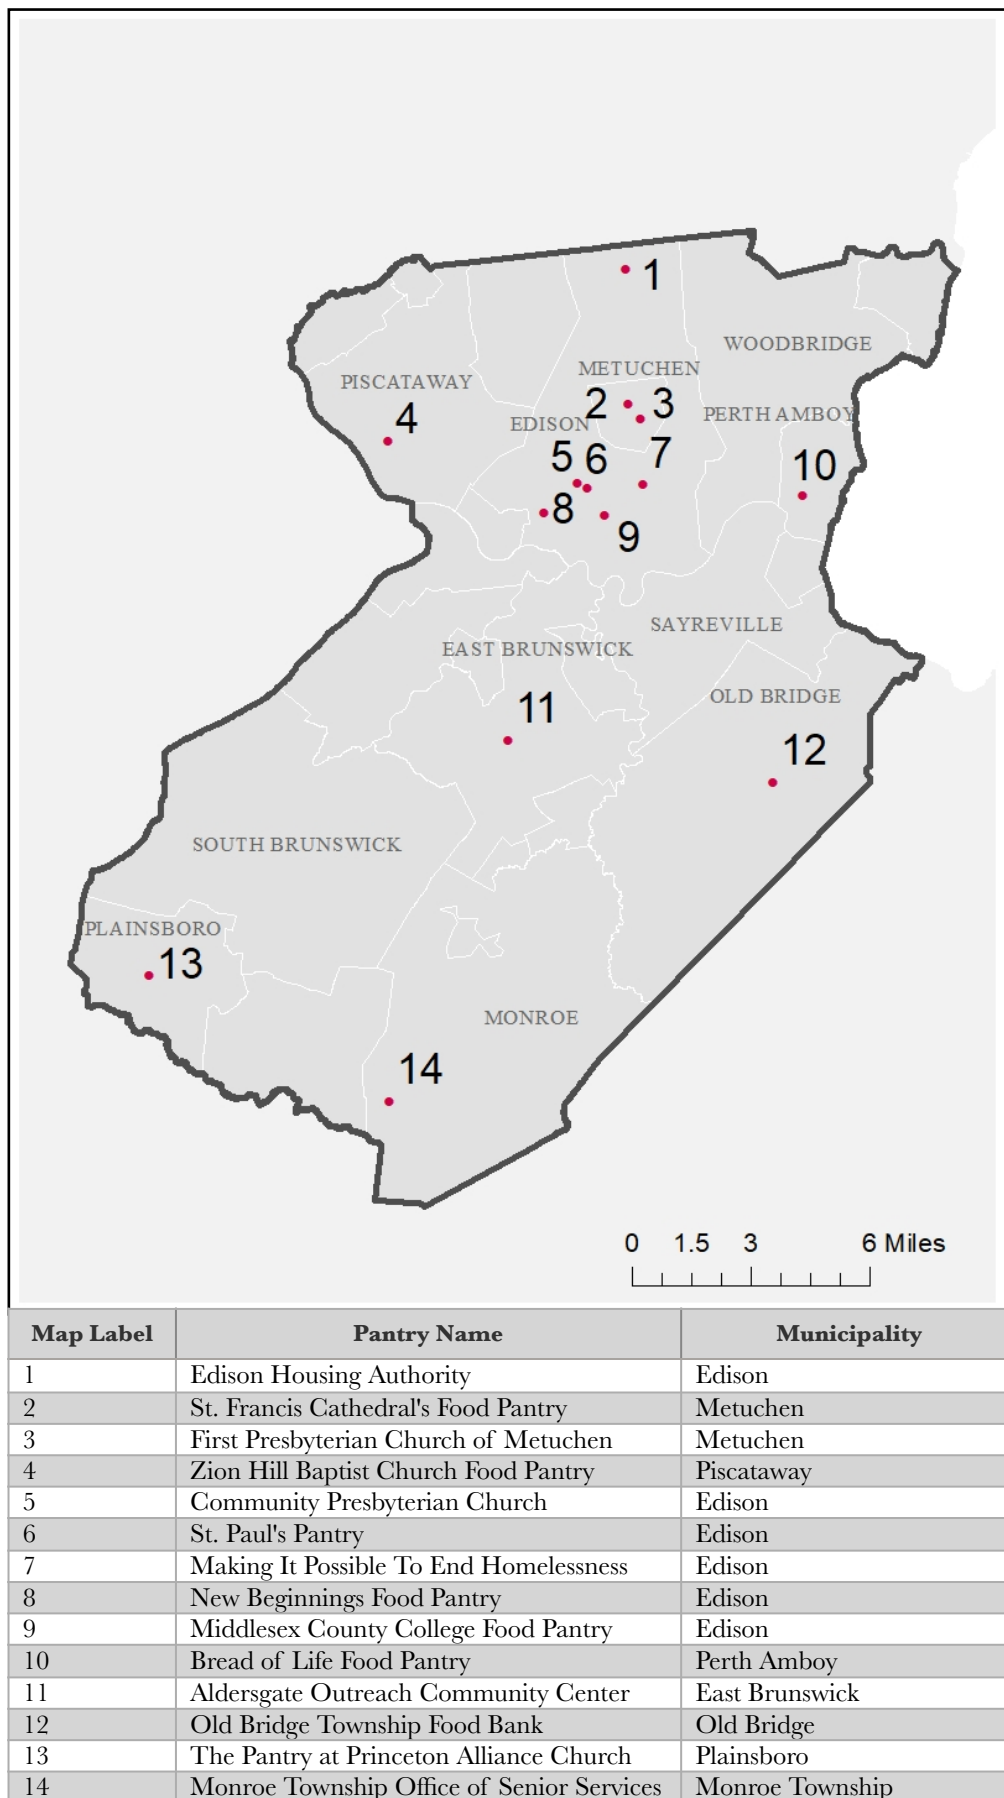 1
WOODBRIDGE
METUCHEN
PISCATAWAY
2
3
PERTH AMBOY
4
EDISON
5
6
7
10
8
9
SAYREVILLE
EAST BRUNSWICK
OLD BRIDGE
11
12
SOUTH BRUNSWICK
PLAINSBORO
13
MONROE
14
0 1.5 3 6 Miles
Map Label Pantry Name Municipality
1 Edison Housing Authority Edison
2 St. Francis Cathedral's Food Pantry Metuchen
3 First Presbyterian Church of Metuchen Metuchen
4 Zion Hill Baptist Church Food Pantry Piscataway
5 Community Presbyterian Church Edison
6 St. Paul's Pantry Edison
7 Making It Possible To End Homelessness Edison
8 New Beginnings Food Pantry Edison
9 Middlesex County College Food Pantry Edison
10 Bread of Life Food Pantry Perth Amboy
11 Aldersgate Outreach Community Center East Brunswick
12 Old Bridge Township Food Bank Old Bridge
13 The Pantry at Princeton Alliance Church Plainsboro
14 Monroe Township Office of Senior Services Monroe Township